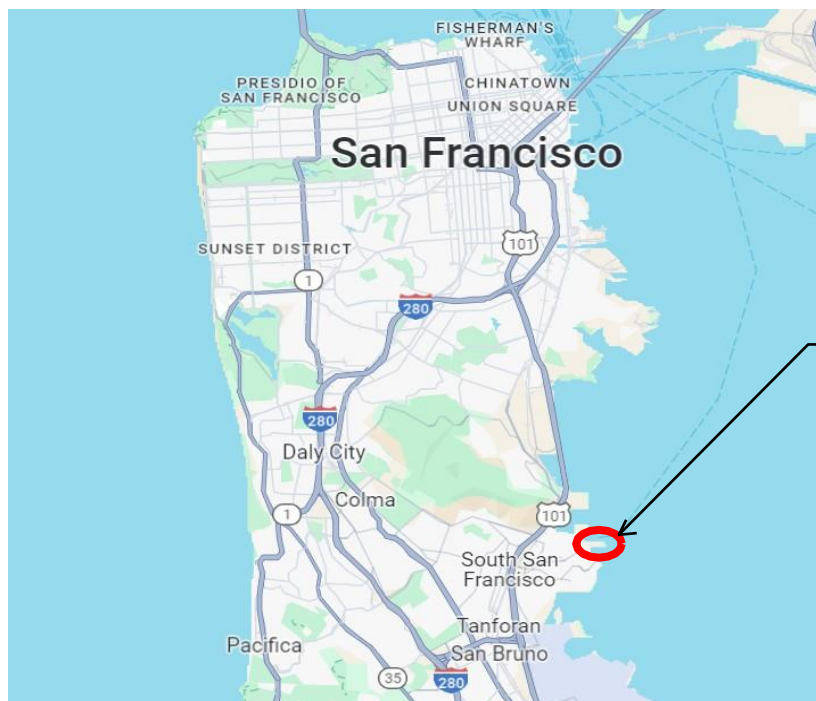 FISHERMAN'S
WHARF
PRESIDIO OF
SAN FRANCISCO
CHINATOWN
UNION SQUARE
San Francisco
SUNSET DISTRICT
101
1
280
280
Daly City
Colma
1
101
South San
Francisco
Tanforan
Pacifica
San Bruno
35
280